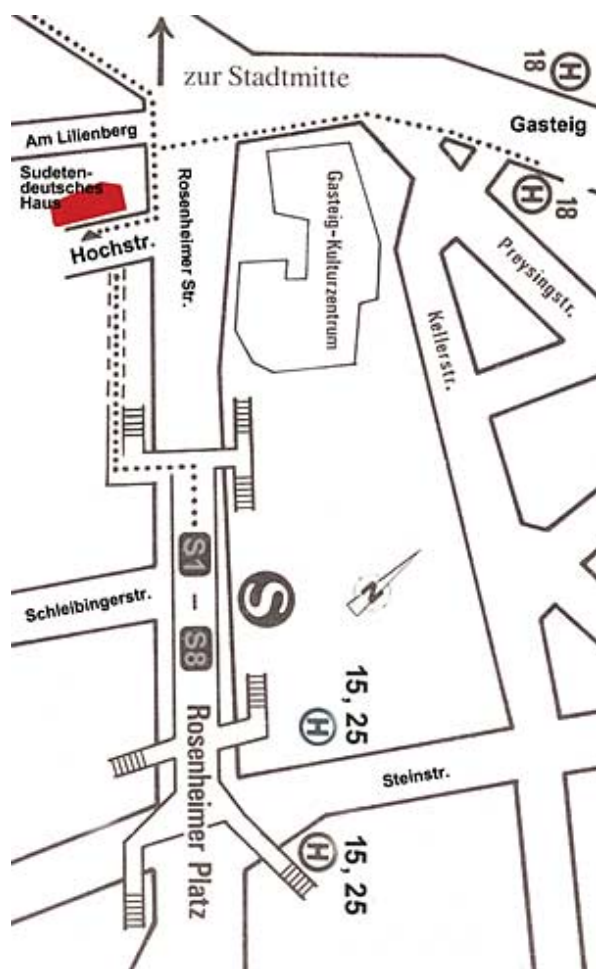 zur Stadtmitte
H
18
Gasteig
Am Lilienberg
Sudeten-
deutsches
Haus
H
18
Rosenheimer Str.
Gasteig-Kulturzentrum
Hochstr.
Preysingstr.
Kellerstr.
S1 – S8
S
N
Schleibingerstr.
15, 25
H
Rosenheimer Platz
Steinstr.
15, 25
H